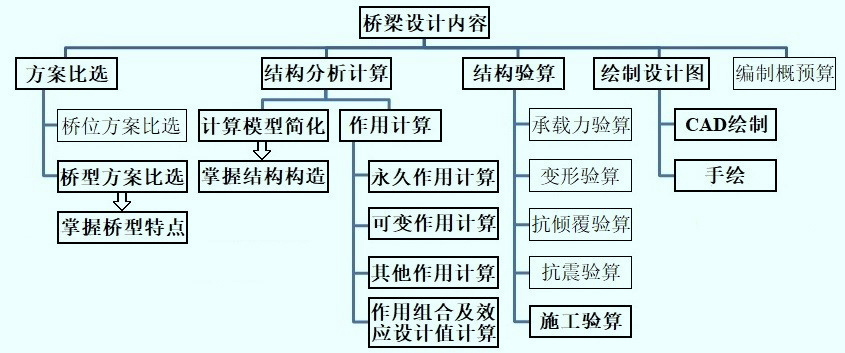 桥梁设计内容
方案比选
结构分析计算
结构验算
绘制设计图
编制概预算
桥位方案比选
计算模型简化
作用计算
承载力验算
CAD绘制
桥型方案比选
掌握结构构造
永久作用计算
变形验算
手绘
掌握桥型特点
可变作用计算
抗倾覆验算
其他作用计算
抗震验算
作用组合及效
应设计值计算
施工验算